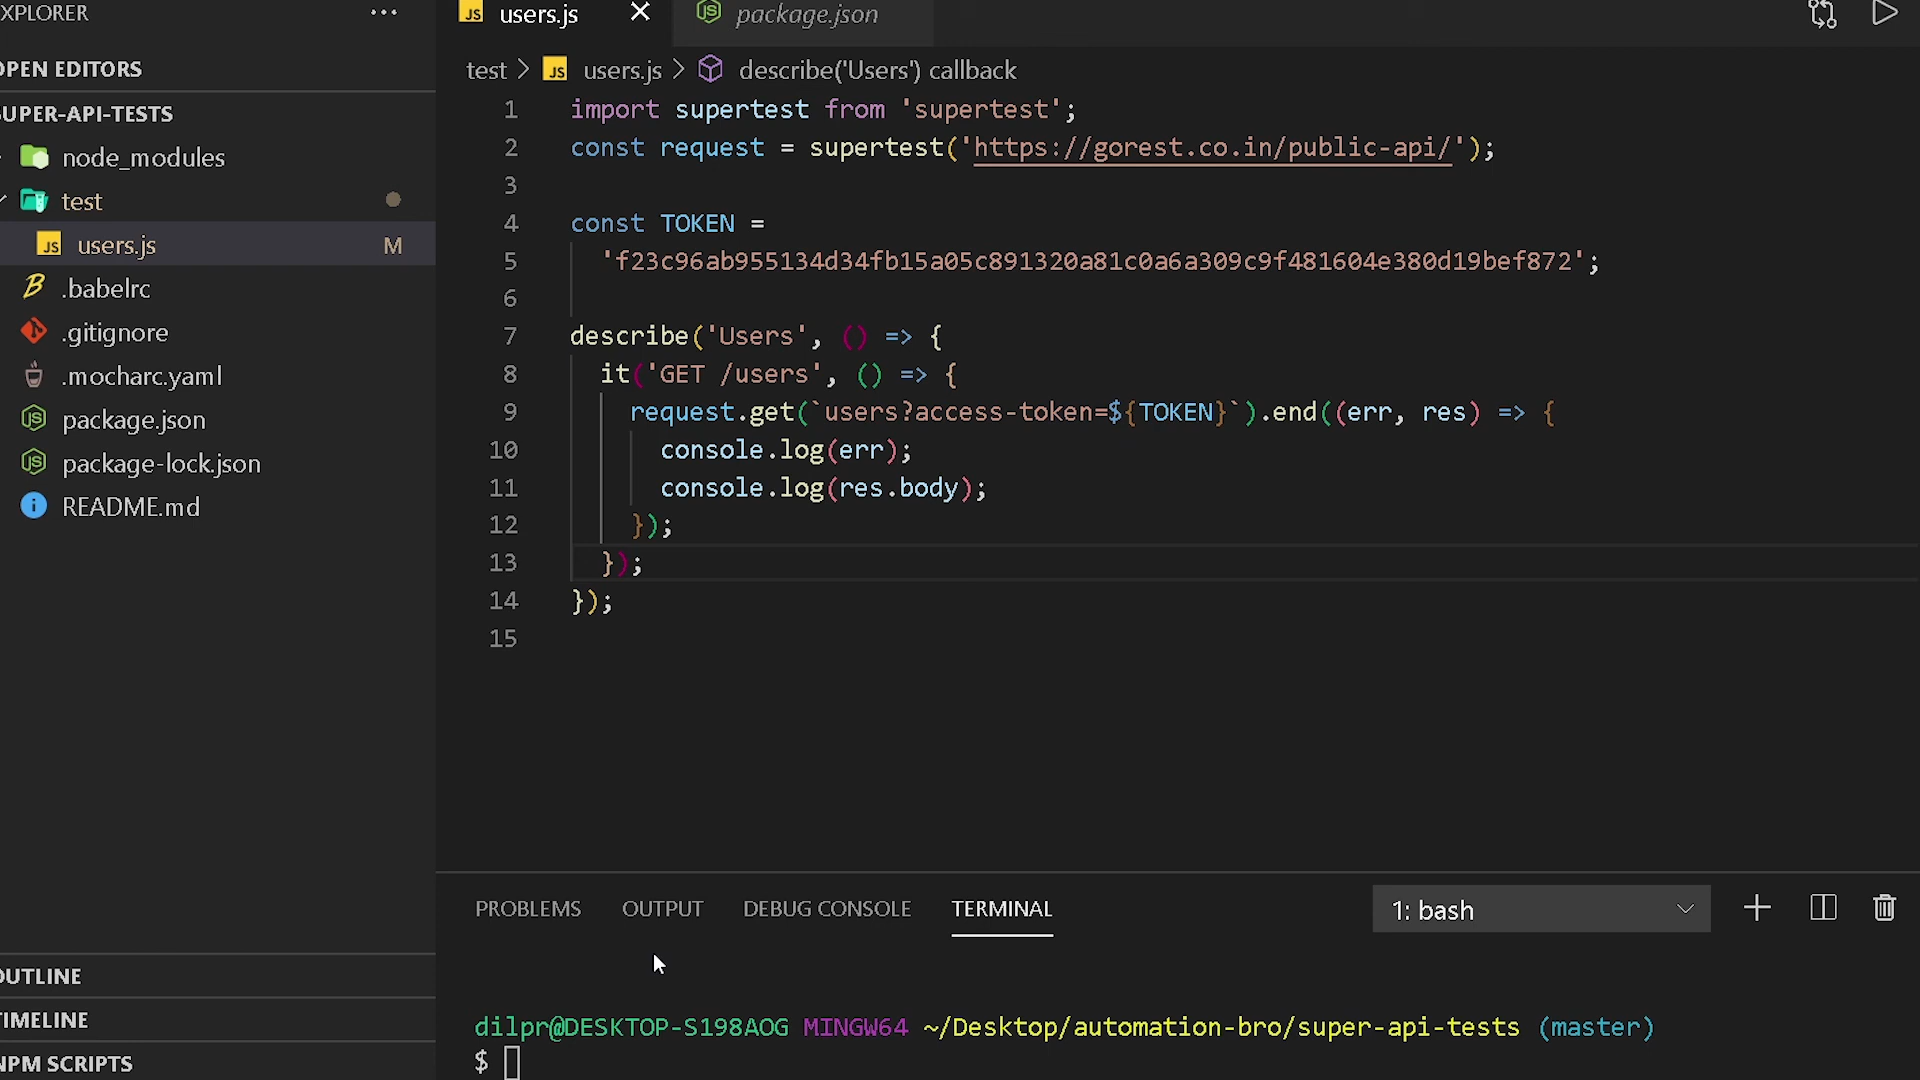 XPLORER ···
users.js
package.json
OPEN EDITORS
test > JS users.js > describe('Users') callback
SUPER-API-TESTS
node_modules
test
JS users.js M
.babelrc
.gitignore
.mocharc.yaml
package.json
package-lock.json
README.md
OUTLINE
TIMELINE
NPM SCRIPTS
1 import supertest from 'supertest';
2 const request = supertest('https://gorest.co.in/public-api/');
3
4 const TOKEN =
5 'f23c96ab955134d34fb15a05c891320a81c0a6a309c9f481604e380d19bef872';
6
7 describe('Users', () => {
8 it('GET /users', () => {
9 request.get(`users?access-token=${TOKEN}`).end((err, res) => {
10 console.log(err);
11 console.log(res.body);
12 });
13 });
14 });
15
PROBLEMS OUTPUT DEBUG CONSOLE TERMINAL 1: bash
dilpr@DESKTOP-S198AOG MINGW64 ~/Desktop/automation-bro/super-api-tests (master)
$